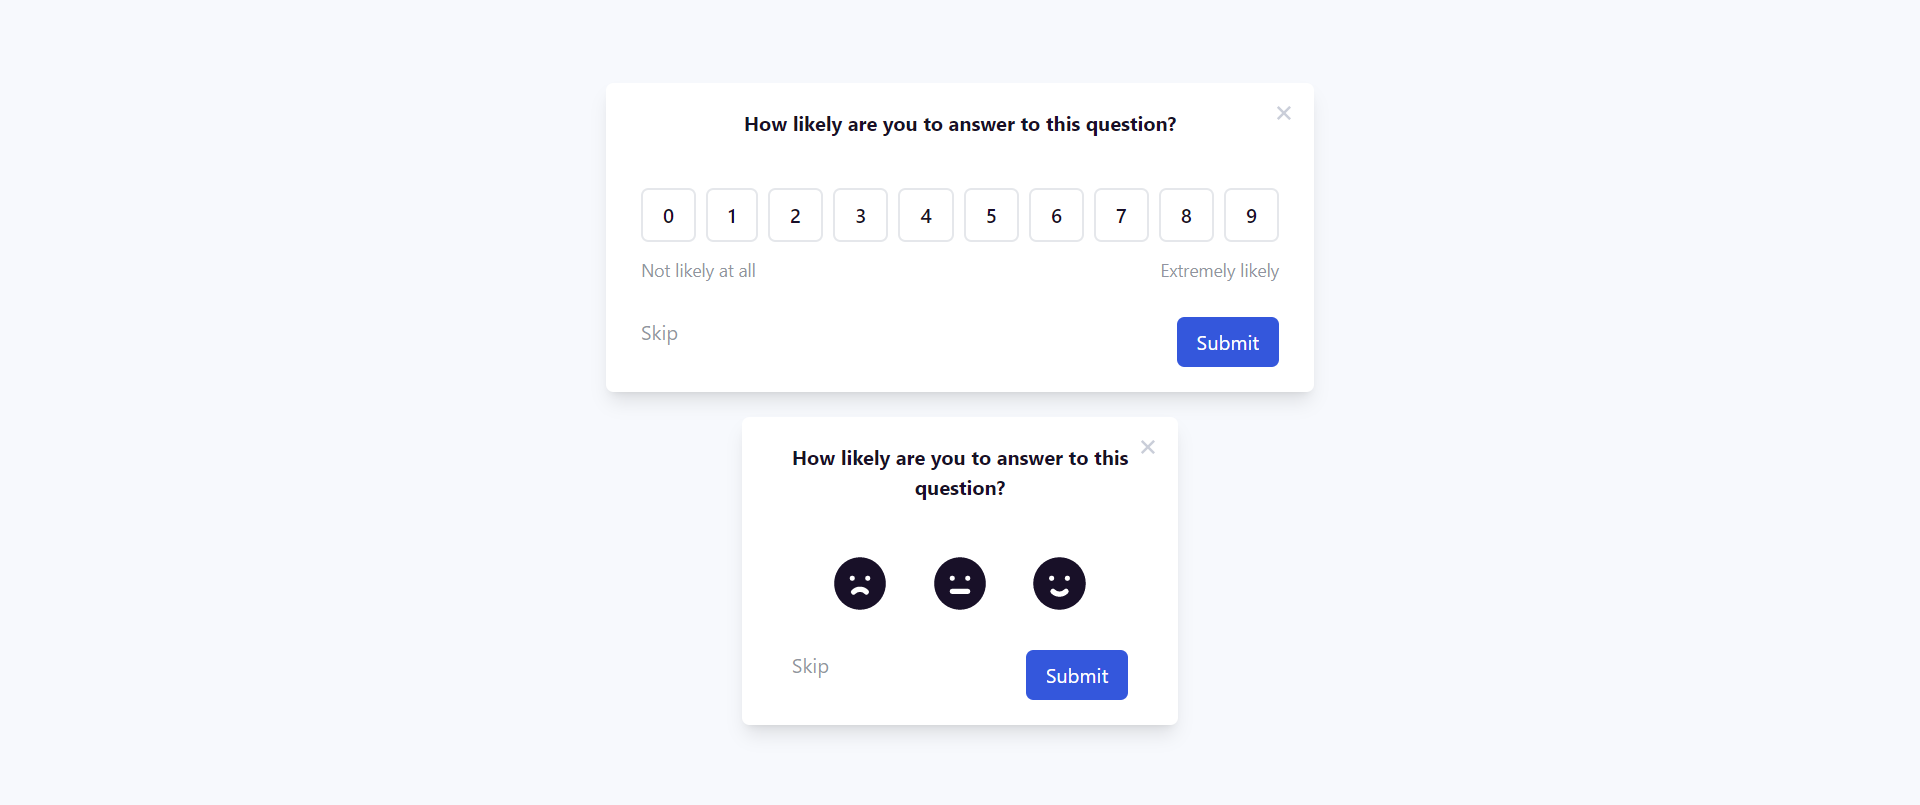 How likely are you to answer to this question?
0 1 2 3 4 5 6 7 8 9
Not likely at all Extremely likely
Skip Submit
How likely are you to answer to this
question?
Skip Submit